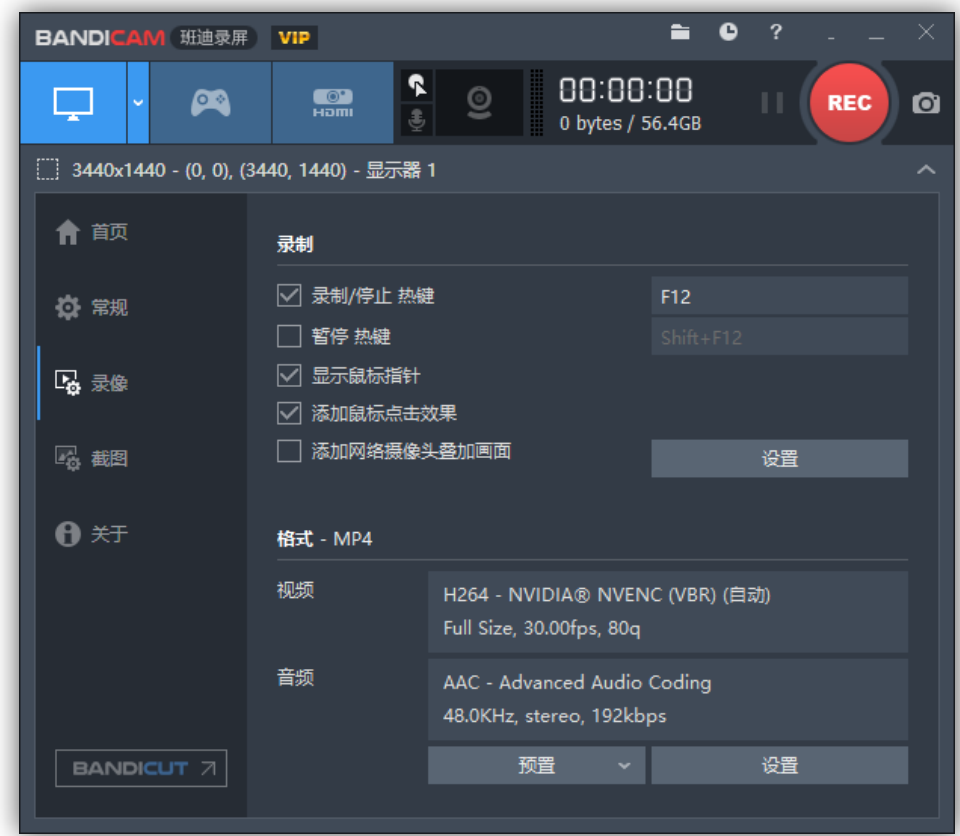 BANDICAM 班迪录屏 VIP
?
HDMI
00:00:00
0 bytes / 56.4GB
REC
3440x1440 - (0, 0), (3440, 1440) - 显示器 1
首页
常规
录像
截图
关于
BANDICUT
录制
录制/停止 热键 F12
暂停 热键 Shift+F12
显示鼠标指针
添加鼠标点击效果
添加网络摄像头叠加画面 设置
格式 - MP4
视频 H264 - NVIDIA® NVENC (VBR) (自动)
Full Size, 30.00fps, 80q
音频 AAC - Advanced Audio Coding
48.0KHz, stereo, 192kbps
预置 设置